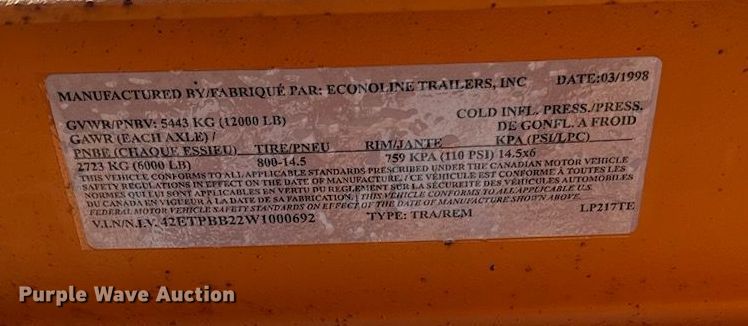 MANUFACTURED BY/FABRIQUÉ PAR: ECONOLINE TRAILERS, INC DATE:03/1998
GVWR/PNBV: 5443 KG (12000 LB) COLD INFL. PRESS./PRESS.
GAWR (EACH AXLE) / DE GONFL. A FROID
PNBE (CHAQUE ESSIEU) TIRE/PNEU RIM/JANTE KPA (PSI/LPC)
2723 KG (6000 LB) 800-14.5 759 KPA (110 PSI) 14.5x6
THIS VEHICLE CONFORMS TO ALL APPLICABLE STANDARDS PRESCRIBED UNDER THE CANADIAN MOTOR VEHICLE
SAFETY REGULATIONS IN EFFECT ON THE DATE OF MANUFACTURE./ CE VÉHICULE EST CONFORME À TOUTES LES
NORMES QUI LUI SONT APPLICABLES EN VERTU DU REGLEMENT SUR LA SÉCURITÉ DES VÉHICULES AUTOMOBILES
DU CANADA EN VIGUEUR À LA DATE DE SA FABRICATION. THIS VEHICLE CONFORMS TO ALL APPLICABLE U.S.
FEDERAL MOTOR VEHICLE SAFETY STANDARDS IN EFFECT ON THE DATE OF MANUFACTURE SHOWN ABOVE.
V.I.N/N.I.V. 42ETPBB22W1000692 TYPE: TRA/REM LP217TE
Purple Wave Auction